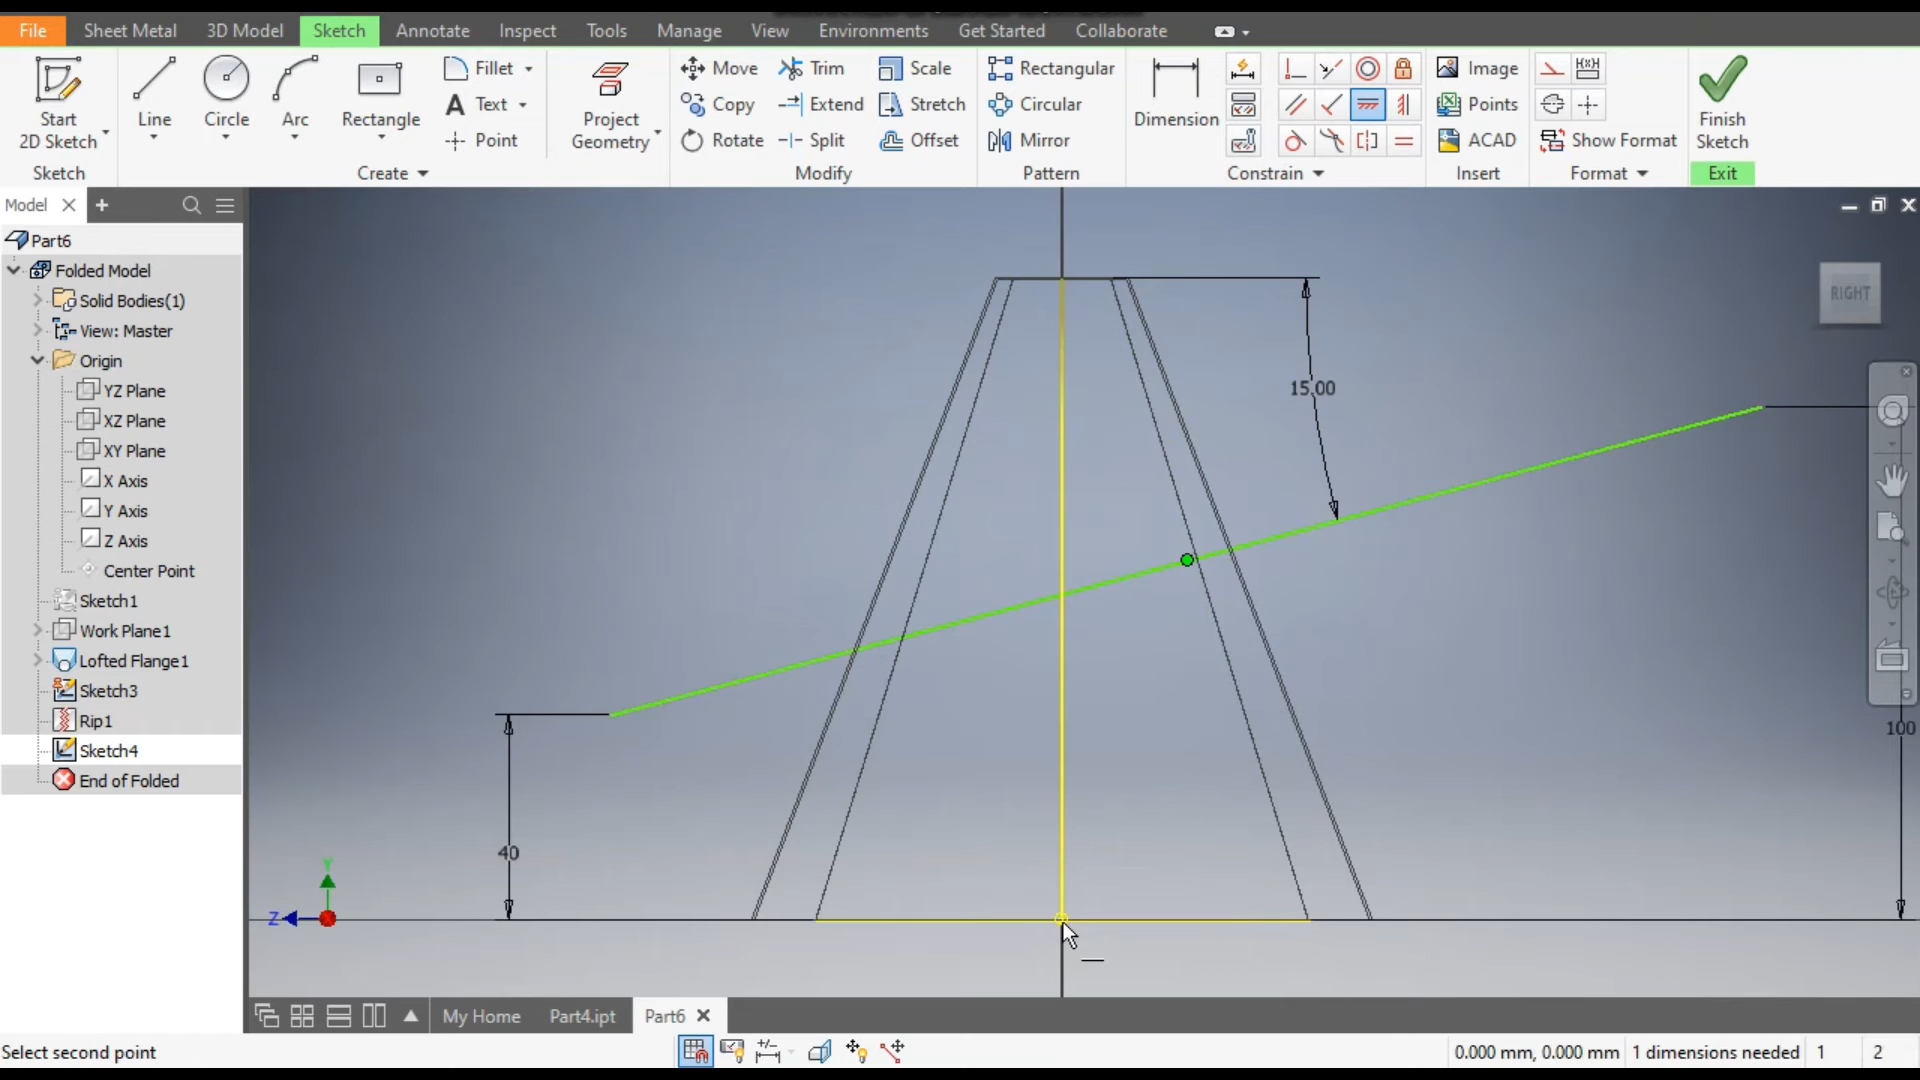 File Sheet Metal 3D Model Sketch Annotate Inspect Tools Manage View Environments Get Started Collaborate
Start 2D Sketch
Line
Circle
Arc
Rectangle
Fillet
Text
Point
Project Geometry
Move
Copy
Rotate
Trim
Extend
Split
Scale
Stretch
Offset
Rectangular
Circular
Mirror
Dimension
Image
Points
ACAD
Show Format
Finish Sketch
Sketch Create Modify Pattern Constrain Insert Format Exit
Model
Part6
Folded Model
Solid Bodies(1)
View: Master
Origin
YZ Plane
XZ Plane
XY Plane
X Axis
Y Axis
Z Axis
Center Point
Sketch1
Work Plane1
Lofted Flange1
Sketch3
Rip1
Sketch4
End of Folded
RIGHT
15.00
100
40
Y
Z
My Home Part4.ipt Part6
Select second point
0.000 mm, 0.000 mm 1 dimensions needed 1 2